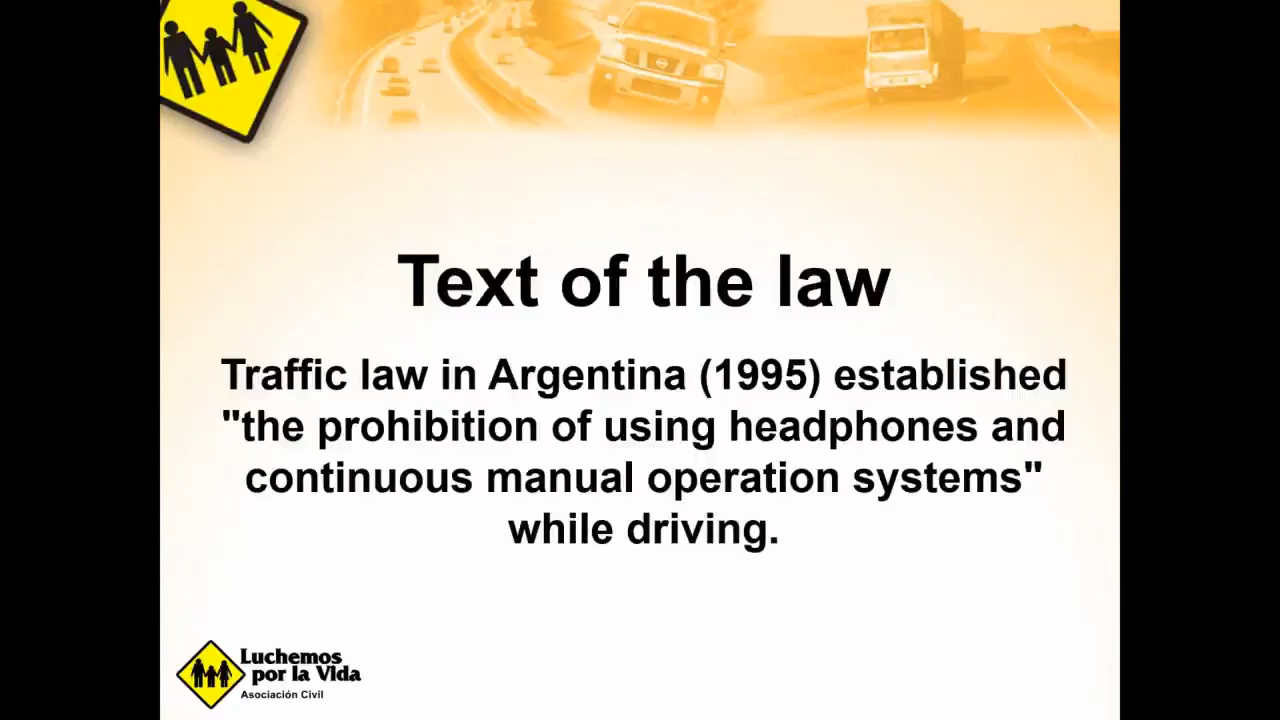 Text of the law
Traffic law in Argentina (1995) established
"the prohibition of using headphones and
continuous manual operation systems"
while driving.
Luchemos
por la Vida
Asociación Civil